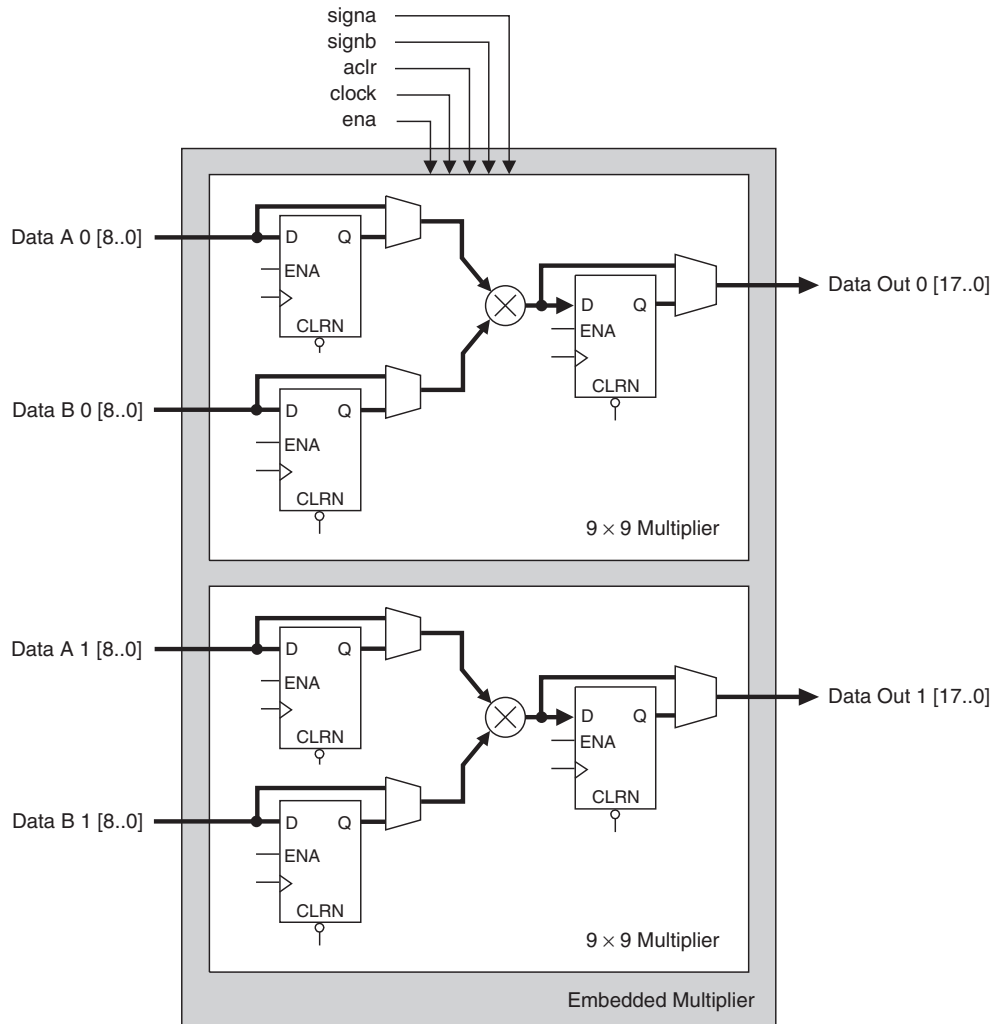 signa
signb
aclr
clock
ena
Data A 0 [8..0]
D Q
ENA
CLRN
Data B 0 [8..0]
D Q
ENA
CLRN
D Q
ENA
CLRN
Data Out 0 [17..0]
9 × 9 Multiplier
Data A 1 [8..0]
D Q
ENA
CLRN
Data B 1 [8..0]
D Q
ENA
CLRN
D Q
ENA
CLRN
Data Out 1 [17..0]
9 × 9 Multiplier
Embedded Multiplier